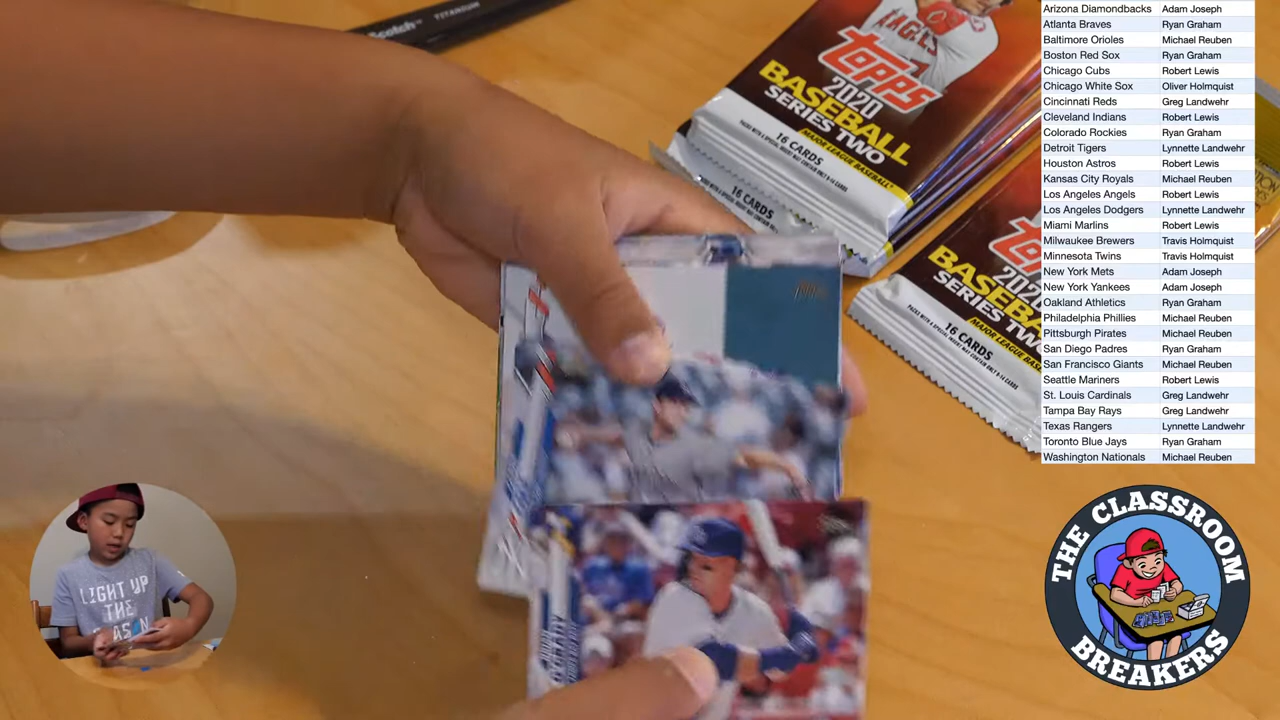 Scotch™ TITANIUM
ANGELS
topps
2020
BASEBALL
SERIES TWO
MAJOR LEAGUE BASEBALL
16 CARDS
16 CARDS
topps
BASEBALL
SERIES TW
16 CARDS
Arizona Diamondbacks Adam Joseph
Atlanta Braves Ryan Graham
Baltimore Orioles Michael Reuben
Boston Red Sox Ryan Graham
Chicago Cubs Robert Lewis
Chicago White Sox Oliver Holmquist
Cincinnati Reds Greg Landwehr
Cleveland Indians Robert Lewis
Colorado Rockies Ryan Graham
Detroit Tigers Lynnette Landwehr
Houston Astros Robert Lewis
Kansas City Royals Michael Reuben
Los Angeles Angels Robert Lewis
Los Angeles Dodgers Lynnette Landwehr
Miami Marlins Robert Lewis
Milwaukee Brewers Travis Holmquist
Minnesota Twins Travis Holmquist
New York Mets Adam Joseph
New York Yankees Adam Joseph
Oakland Athletics Ryan Graham
Philadelphia Phillies Michael Reuben
Pittsburgh Pirates Michael Reuben
San Diego Padres Ryan Graham
San Francisco Giants Michael Reuben
Seattle Mariners Robert Lewis
St. Louis Cardinals Greg Landwehr
Tampa Bay Rays Greg Landwehr
Texas Rangers Lynnette Landwehr
Toronto Blue Jays Ryan Graham
Washington Nationals Michael Reuben
LIGHT UP
THE
THE CLASSROOM
BREAKERS